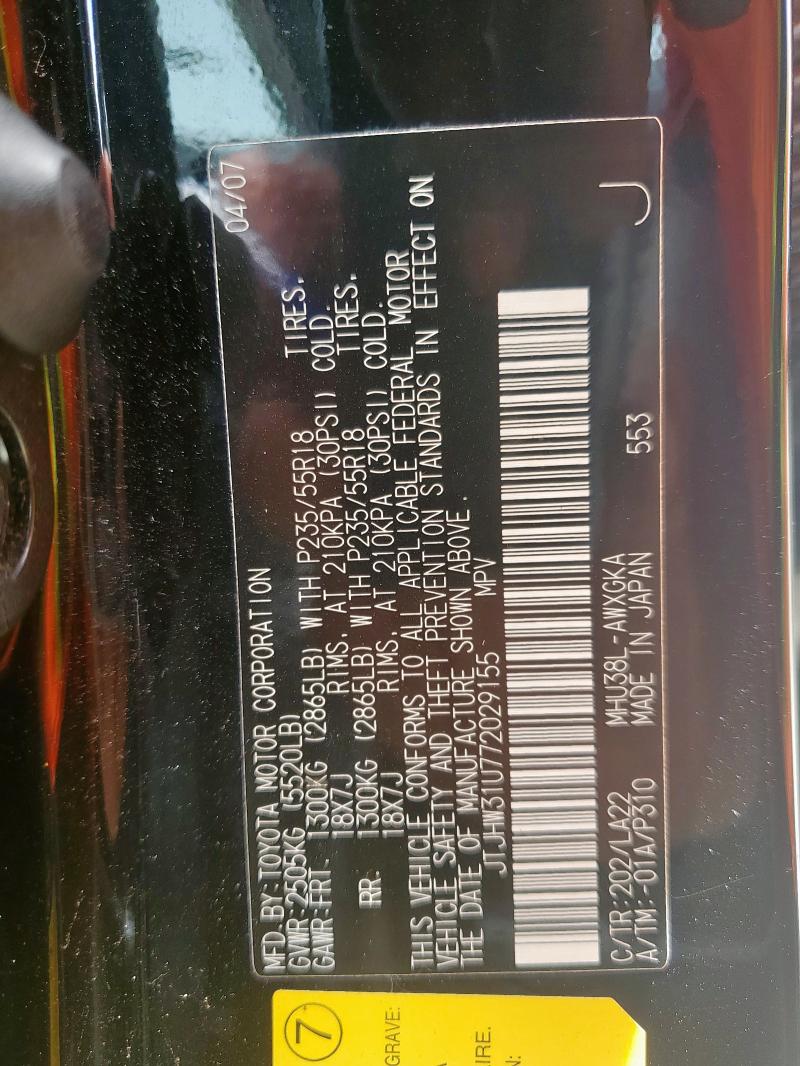 MFD. BY: TOYOTA MOTOR CORPORATION 04/07
GVWR: 2505KG (5520LB)
GAWR-FRT. 1300KG (2865LB) WITH P235/55R18 TIRES,
18X7J RIMS, AT 210KPA (30PSI) COLD.
RR. 1300KG (2865LB) WITH P235/55R18 TIRES,
18X7J RIMS, AT 210KPA (30PSI) COLD.
THIS VEHICLE CONFORMS TO ALL APPLICABLE FEDERAL MOTOR
VEHICLE SAFETY AND THEFT PREVENTION STANDARDS IN EFFECT ON
THE DATE OF MANUFACTURE SHOWN ABOVE.
JTJHW31U772029155 MPV
C/TR: 202/LA22 MHU38L-AWXGKA
A/TM: -01A/P310 MADE IN JAPAN 553 J
7
GRAVE:
IRE.
N: